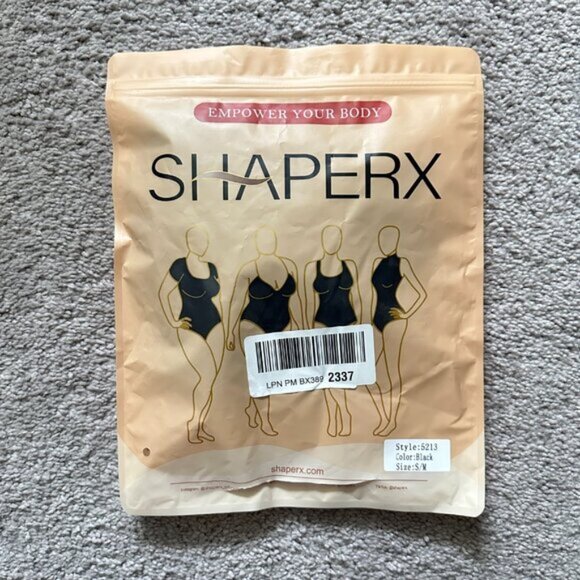 EMPOWER YOUR BODY
SHAPERX
LPN PM BX389 2337
Style:5213
Color:Black
Size:S/M
shaperx.com